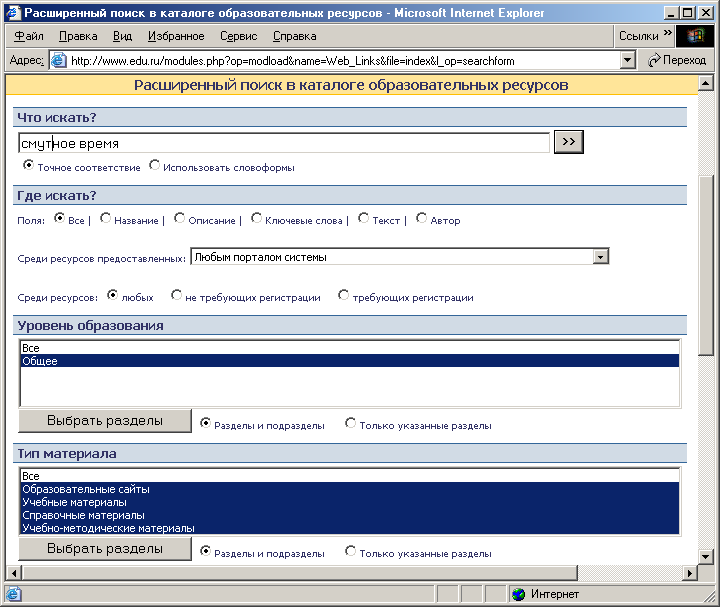 Расширенный поиск в каталоге образовательных ресурсов - Microsoft Internet Explorer
Файл Правка Вид Избранное Сервис Справка Ссылки »
Адрес: http://www.edu.ru/modules.php?op=modload&name=Web_Links&file=index&l_op=searchform Переход
Расширенный поиск в каталоге образовательных ресурсов
Что искать?
смутное время >>
Точное соответствие Использовать словоформы
Где искать?
Поля: Все | Название | Описание | Ключевые слова | Текст | Автор
Среди ресурсов предоставленных: Любым порталом системы
Среди ресурсов: любых не требующих регистрации требующих регистрации
Уровень образования
Все
Общее
Выбрать разделы Разделы и подразделы Только указанные разделы
Тип материала
Все
Образовательные сайты
Учебные материалы
Справочные материалы
Учебно-методические материалы
Выбрать разделы Разделы и подразделы Только указанные разделы
Интернет